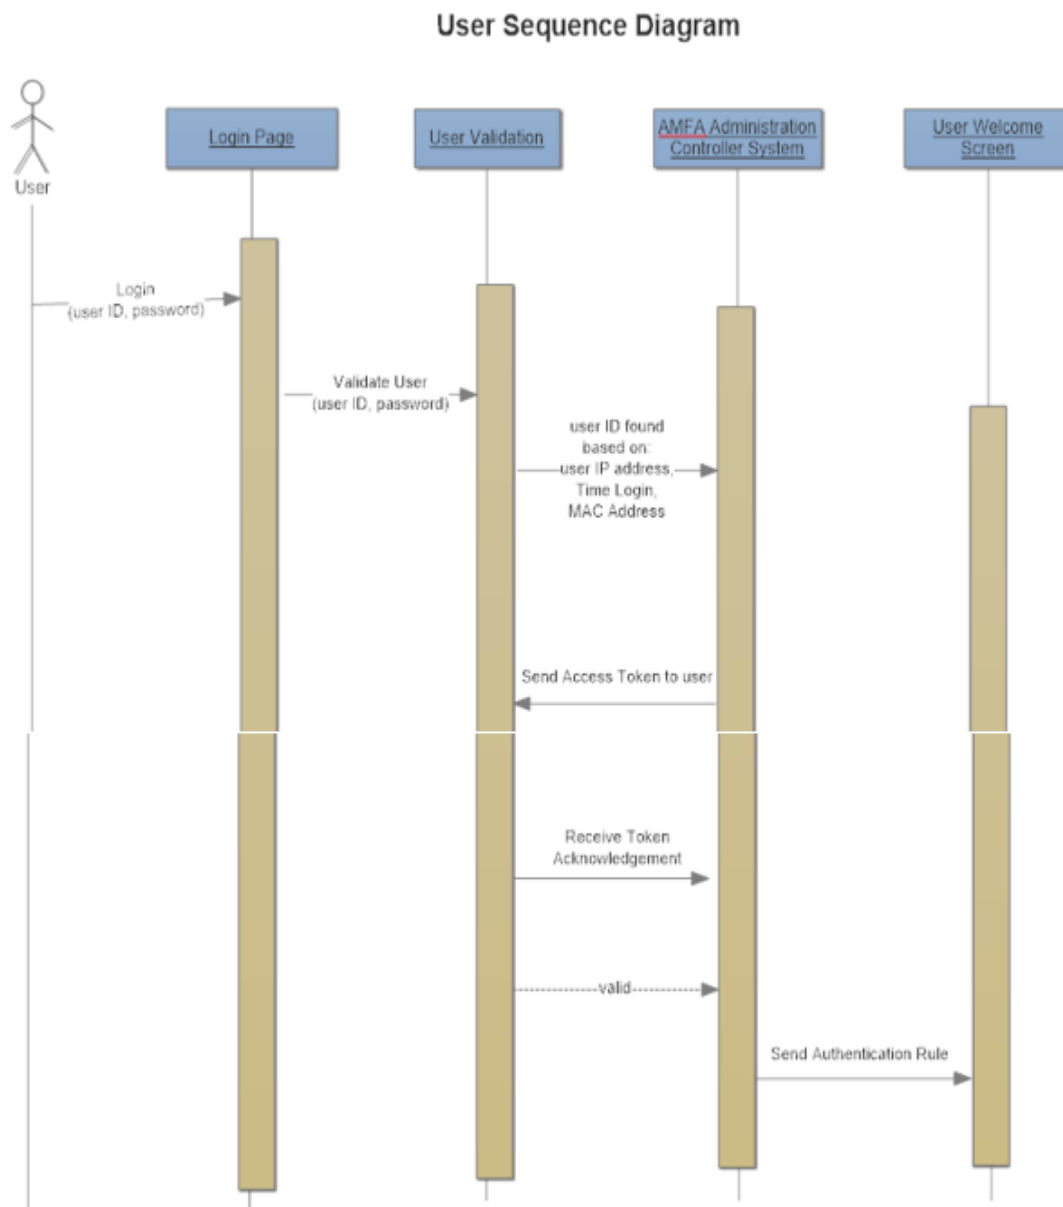 User Sequence Diagram
User
Login Page
User Validation
AMFA Administration
Controller System
User Welcome
Screen
Login
(user ID, password)
Validate User
(user ID, password)
user ID found
based on:
user IP address,
Time Login,
MAC Address
Send Access Token to user
Receive Token
Acknowledgement
valid
Send Authentication Rule